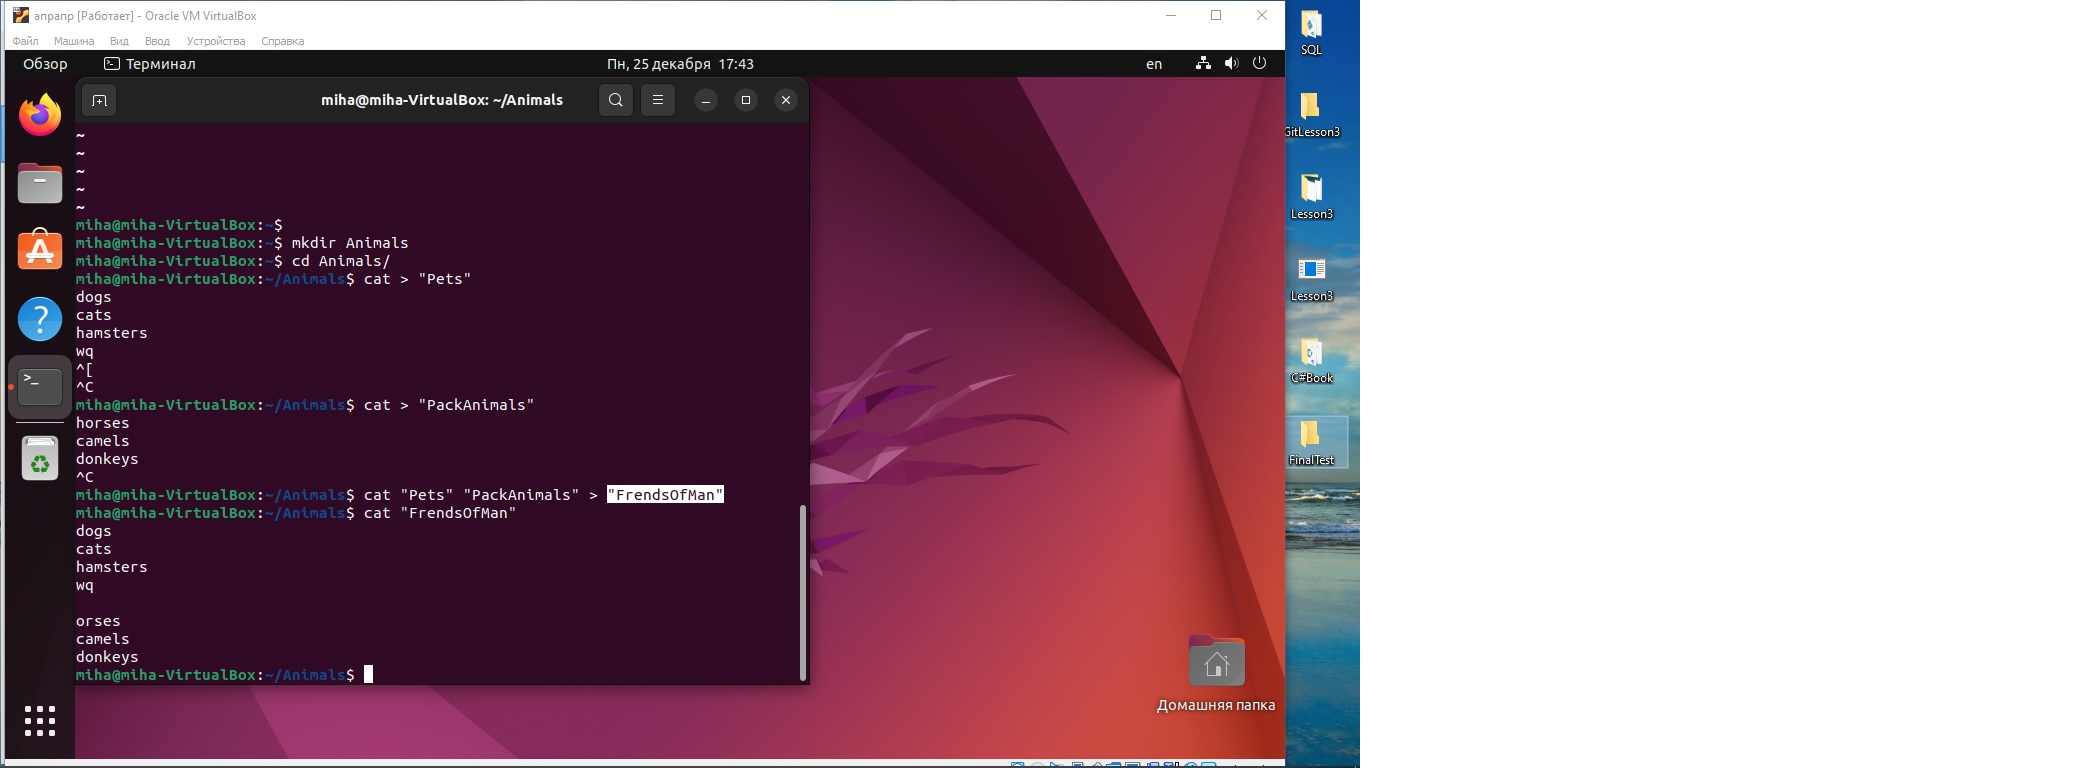 апрапр [Работает] - Oracle VM VirtualBox
Файл Машина Вид Ввод Устройства Справка
Обзор Терминал Пн, 25 декабря 17:43 en
miha@miha-VirtualBox: ~/Animals
~
~
~
~
~
miha@miha-VirtualBox:~$
miha@miha-VirtualBox:~$ mkdir Animals
miha@miha-VirtualBox:~$ cd Animals/
miha@miha-VirtualBox:~/Animals$ cat > "Pets"
dogs
cats
hamsters
wq
^[
^C
miha@miha-VirtualBox:~/Animals$ cat > "PackAnimals"
horses
camels
donkeys
^C
miha@miha-VirtualBox:~/Animals$ cat "Pets" "PackAnimals" > "FrendsOfMan"
miha@miha-VirtualBox:~/Animals$ cat "FrendsOfMan"
dogs
cats
hamsters
wq
orses
camels
donkeys
miha@miha-VirtualBox:~/Animals$
Домашняя папка
SQL
GitLesson3
Lesson3
Lesson3
C#Book
FinalTest